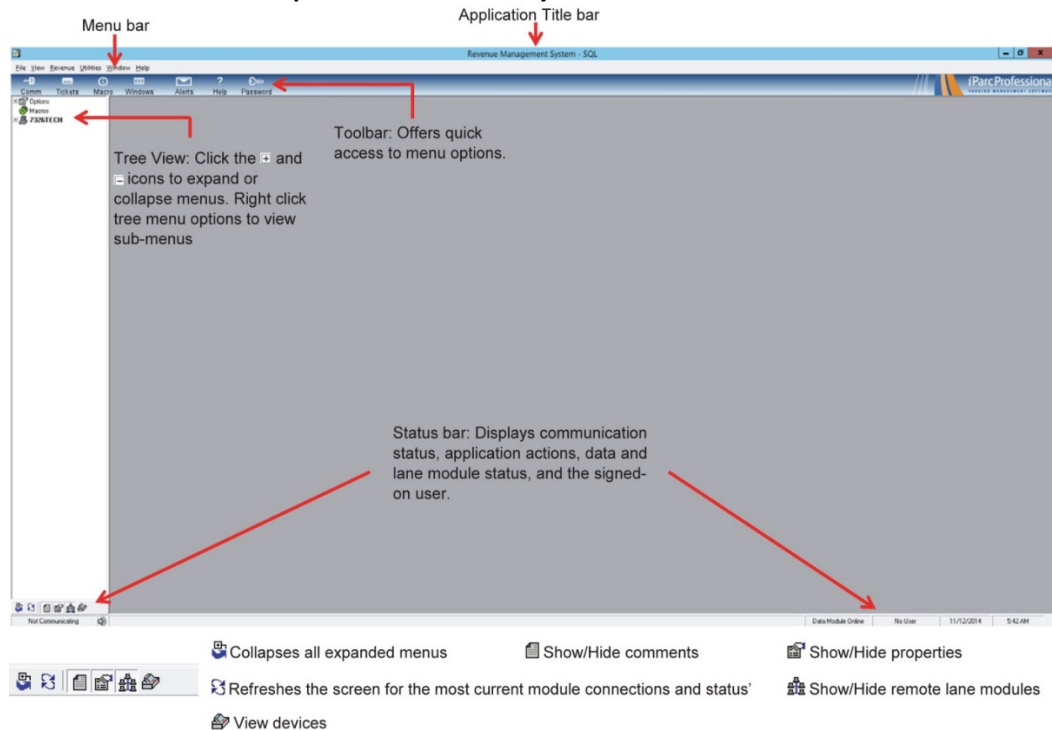 Menu bar
Application Title bar
Revenue Management System - SQL
File View Revenue Utilities Window Help
Comm Tickets Macro Windows Alerts Help Password
iParcProfessional
PARKING MANAGEMENT SOFTWARE
Options
Macros
7326TECH
Toolbar: Offers quick
access to menu options.
Tree View: Click the + and
- icons to expand or
collapse menus. Right click
tree menu options to view
sub-menus
Status bar: Displays communication
status, application actions, data and
lane module status, and the signed-
on user.
Not Communicating
Data Module Online No User 11/12/2014 5:42 AM
Collapses all expanded menus
Show/Hide comments
Show/Hide properties
Refreshes the screen for the most current module connections and status'
Show/Hide remote lane modules
View devices